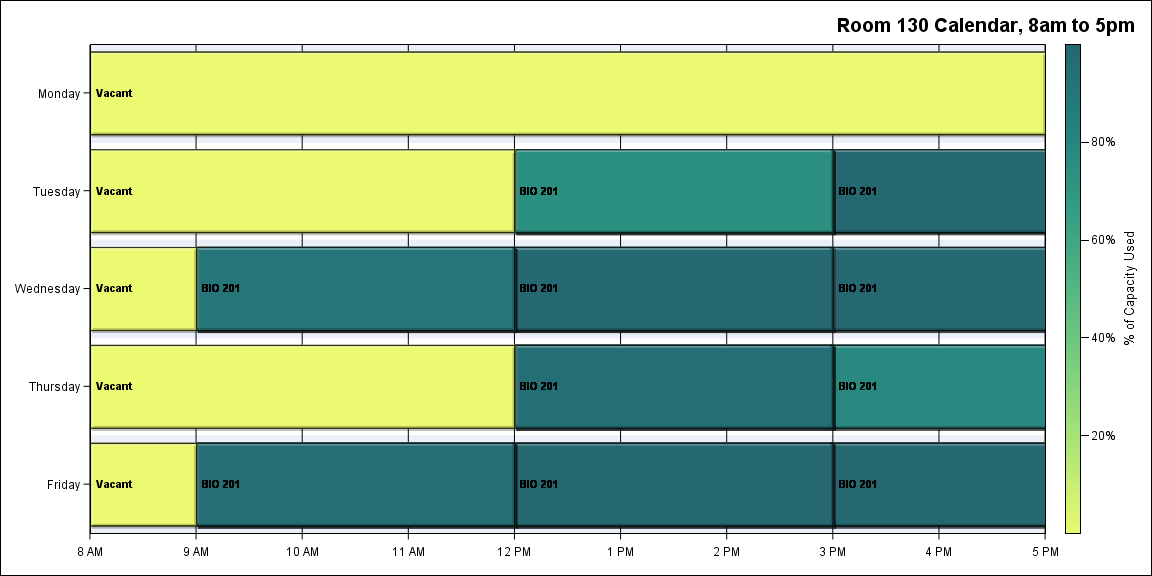 Room 130 Calendar, 8am to 5pm
Monday
Vacant
Tuesday
Vacant
BIO 201
BIO 201
Wednesday
Vacant
BIO 201
BIO 201
BIO 201
Thursday
Vacant
BIO 201
BIO 201
Friday
Vacant
BIO 201
BIO 201
BIO 201
8 AM
9 AM
10 AM
11 AM
12 PM
1 PM
2 PM
3 PM
4 PM
5 PM
80%
60%
40%
20%
% of Capacity Used